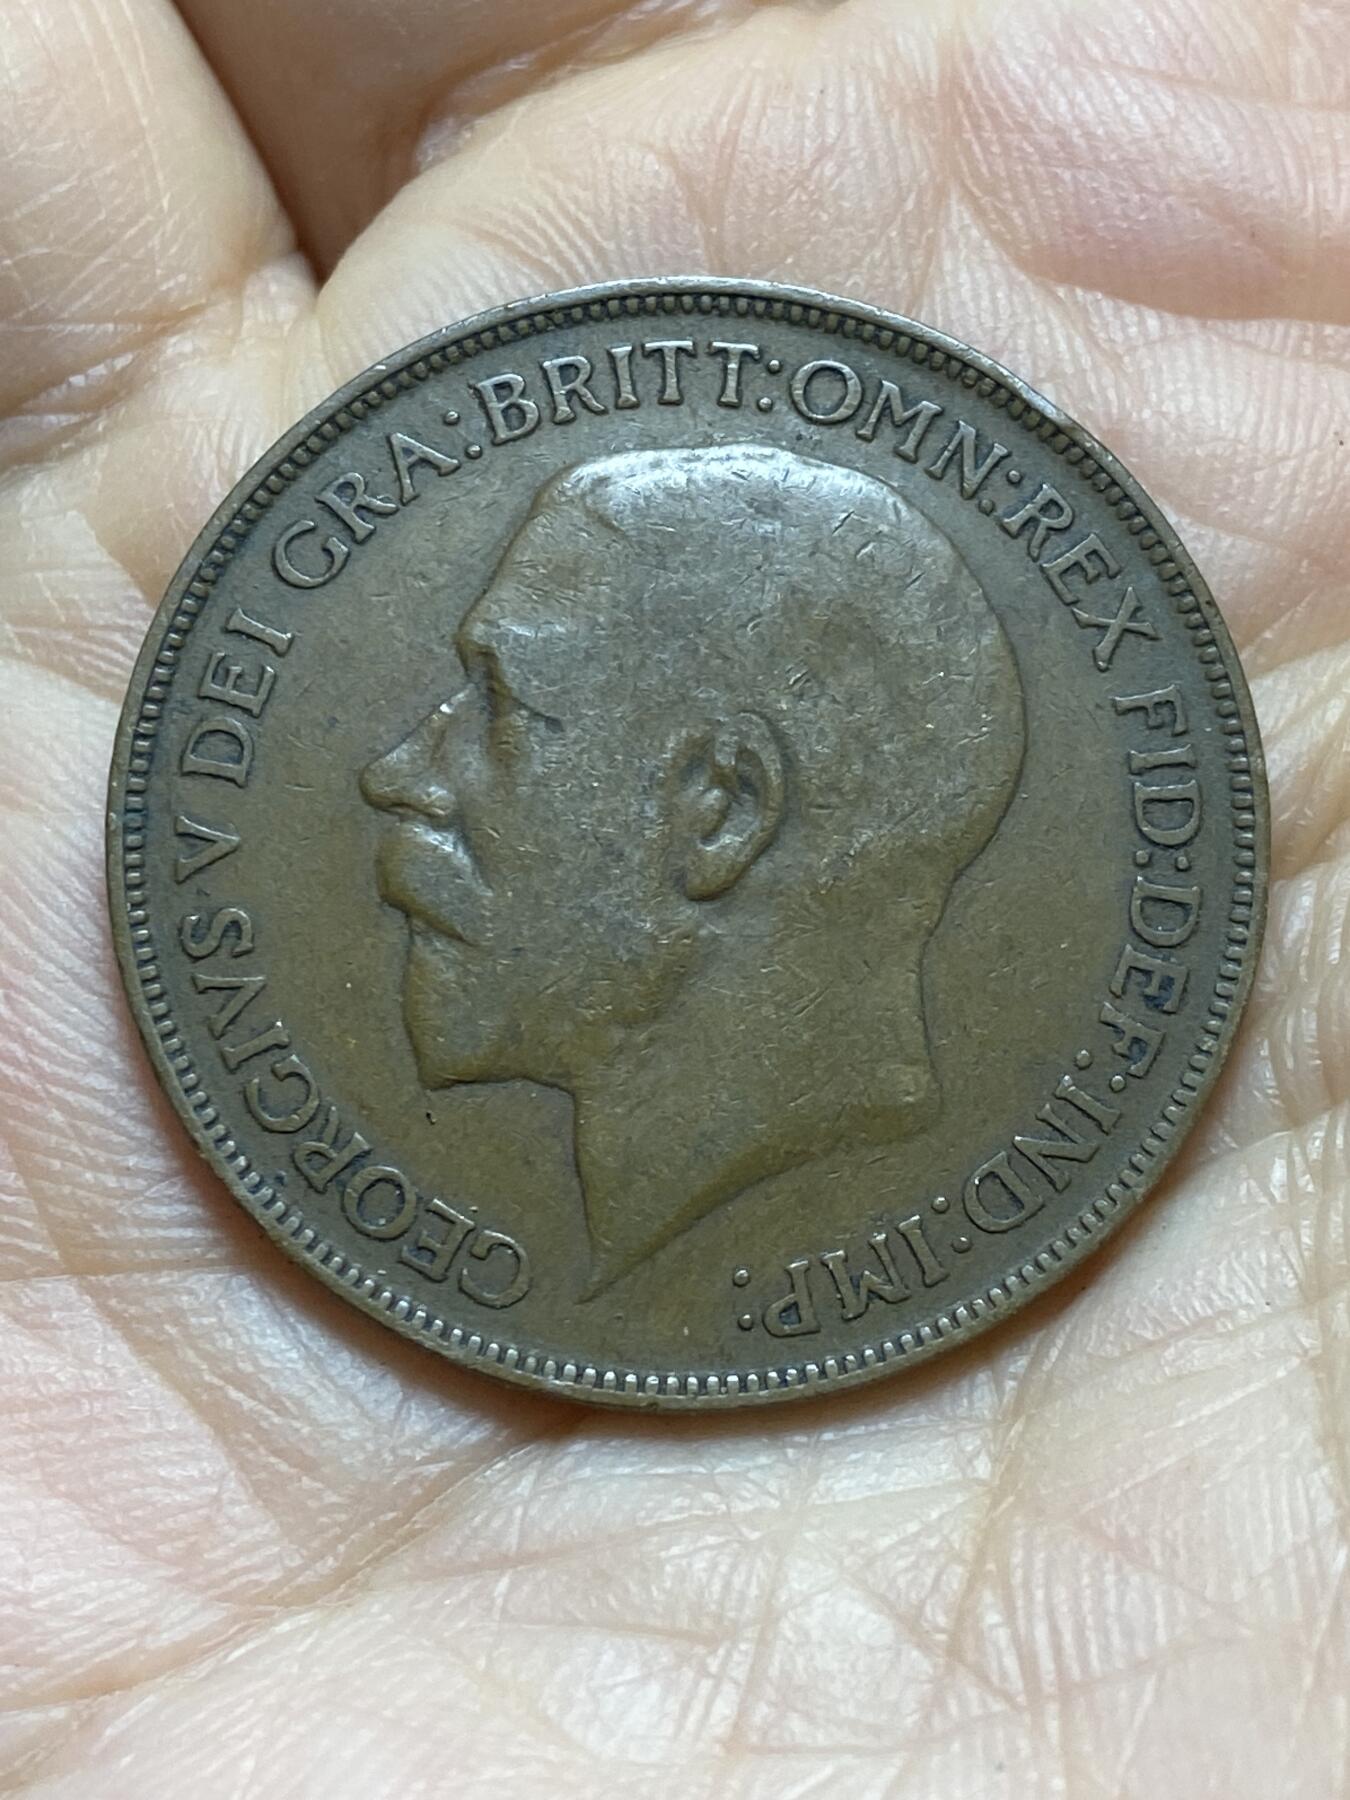 GEORGIVS V DEI GRA: BRITT: OMN: REX FID: DEF: IND: IMP: